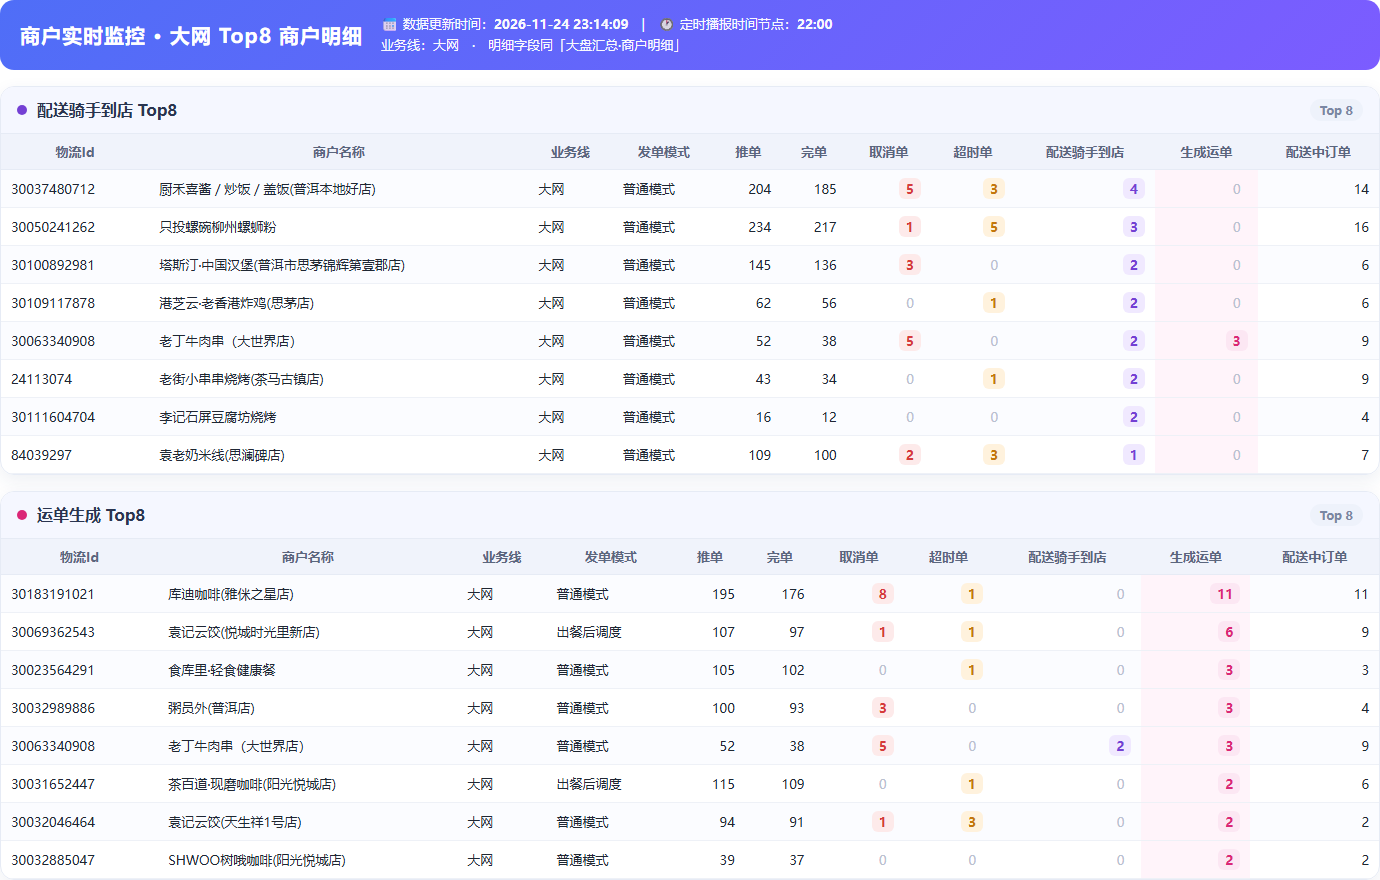 商户实时监控 • 大网 Top8 商户明细
数据更新时间：2026-11-24 23:14:09 | 定时播报时间节点：22:00
业务线：大网 · 明细字段同「大盘汇总·商户明细」
配送骑手到店 Top8 Top 8
物流Id 商户名称 业务线 发单模式 推单 完单 取消单 超时单 配送骑手到店 生成运单 配送中订单
30037480712 厨禾喜酱 / 炒饭 / 盖饭(普洱本地好店) 大网 普通模式 204 185 5 3 4 0 14
30050241262 只投螺碗柳州螺蛳粉 大网 普通模式 234 217 1 5 3 0 16
30100892981 塔斯汀·中国汉堡(普洱市思茅锦辉第壹郡店) 大网 普通模式 145 136 3 0 2 0 6
30109117878 港芝云·老香港炸鸡(思茅店) 大网 普通模式 62 56 0 1 2 0 6
30063340908 老丁牛肉串（大世界店） 大网 普通模式 52 38 5 0 2 3 9
24113074 老街小串串烧烤(茶马古镇店) 大网 普通模式 43 34 0 1 2 0 9
30111604704 李记石屏豆腐坊烧烤 大网 普通模式 16 12 0 0 2 0 4
84039297 袁老奶米线(思澜碑店) 大网 普通模式 109 100 2 3 1 0 7
运单生成 Top8 Top 8
物流Id 商户名称 业务线 发单模式 推单 完单 取消单 超时单 配送骑手到店 生成运单 配送中订单
30183191021 库迪咖啡(雅侎之星店) 大网 普通模式 195 176 8 1 0 11 11
30069362543 袁记云饺(悦城时光里新店) 大网 出餐后调度 107 97 1 1 0 6 9
30023564291 食库里·轻食健康餐 大网 普通模式 105 102 0 1 0 3 3
30032989886 粥员外(普洱店) 大网 普通模式 100 93 3 0 0 3 4
30063340908 老丁牛肉串（大世界店） 大网 普通模式 52 38 5 0 2 3 9
30031652447 茶百道·现磨咖啡(阳光悦城店) 大网 出餐后调度 115 109 0 1 0 2 6
30032046464 袁记云饺(天生祥1号店) 大网 普通模式 94 91 1 3 0 2 2
30032885047 SHWOO树哦咖啡(阳光悦城店) 大网 普通模式 39 37 0 0 0 2 2